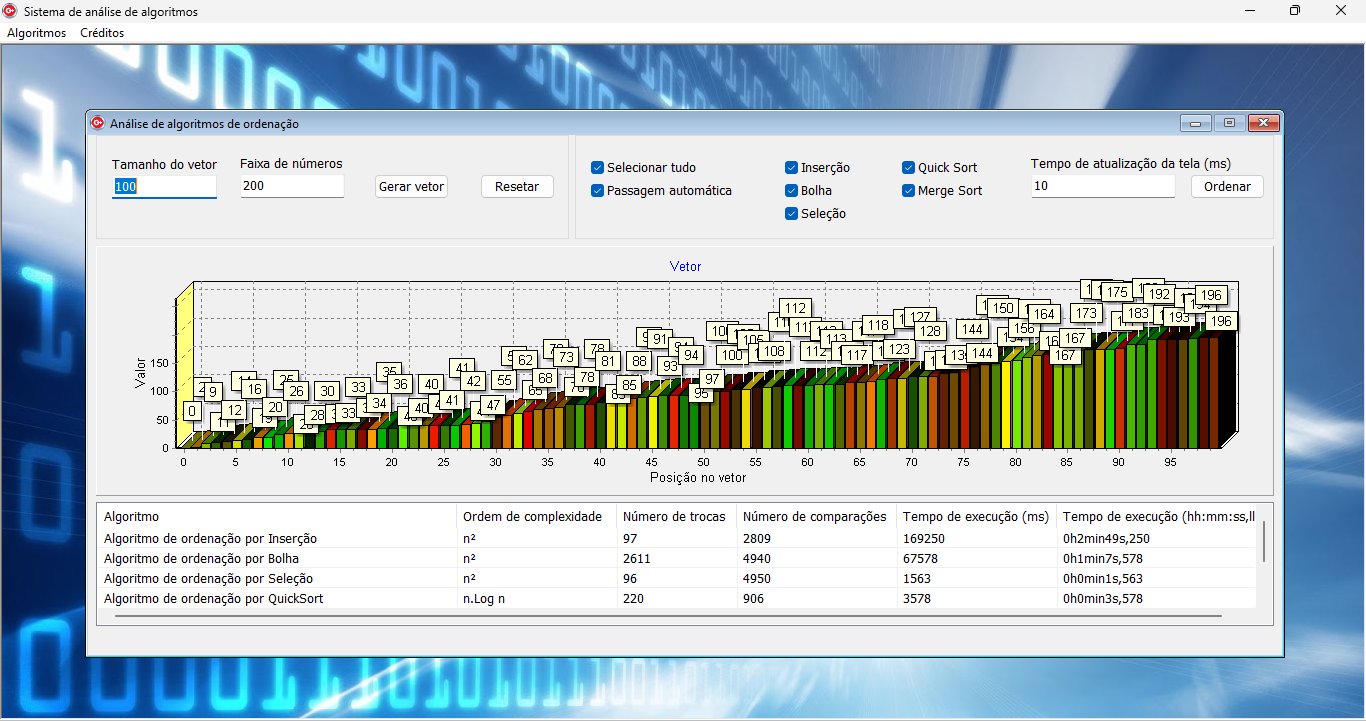 Sistema de análise de algoritmos
Algoritmos Créditos
Análise de algoritmos de ordenação
Tamanho do vetor Faixa de números
100 200 Gerar vetor Resetar
Selecionar tudo Inserção Quick Sort Tempo de atualização da tela (ms)
Passagem automática Bolha Merge Sort 10 Ordenar
Seleção
Vetor
112 175 192 196
150 164 173 183 193 196
118 127 128 144 156 167
91 100 108 112 113 117 123 144 167
62 73 81 88 93 94 97
41 42 55 68 78 85 95
0 9 12 16 20 26 28 30 33 33 34 36 40 40 41 47
Valor
150
100
50
0
0 5 10 15 20 25 30 35 40 45 50 55 60 65 70 75 80 85 90 95
Posição no vetor
Algoritmo Ordem de complexidade Número de trocas Número de comparações Tempo de execução (ms) Tempo de execução (hh:mm:ss,ll
Algoritmo de ordenação por Inserção n² 97 2809 169250 0h2min49s,250
Algoritmo de ordenação por Bolha n² 2611 4940 67578 0h1min7s,578
Algoritmo de ordenação por Seleção n² 96 4950 1563 0h0min1s,563
Algoritmo de ordenação por QuickSort n.Log n 220 906 3578 0h0min3s,578